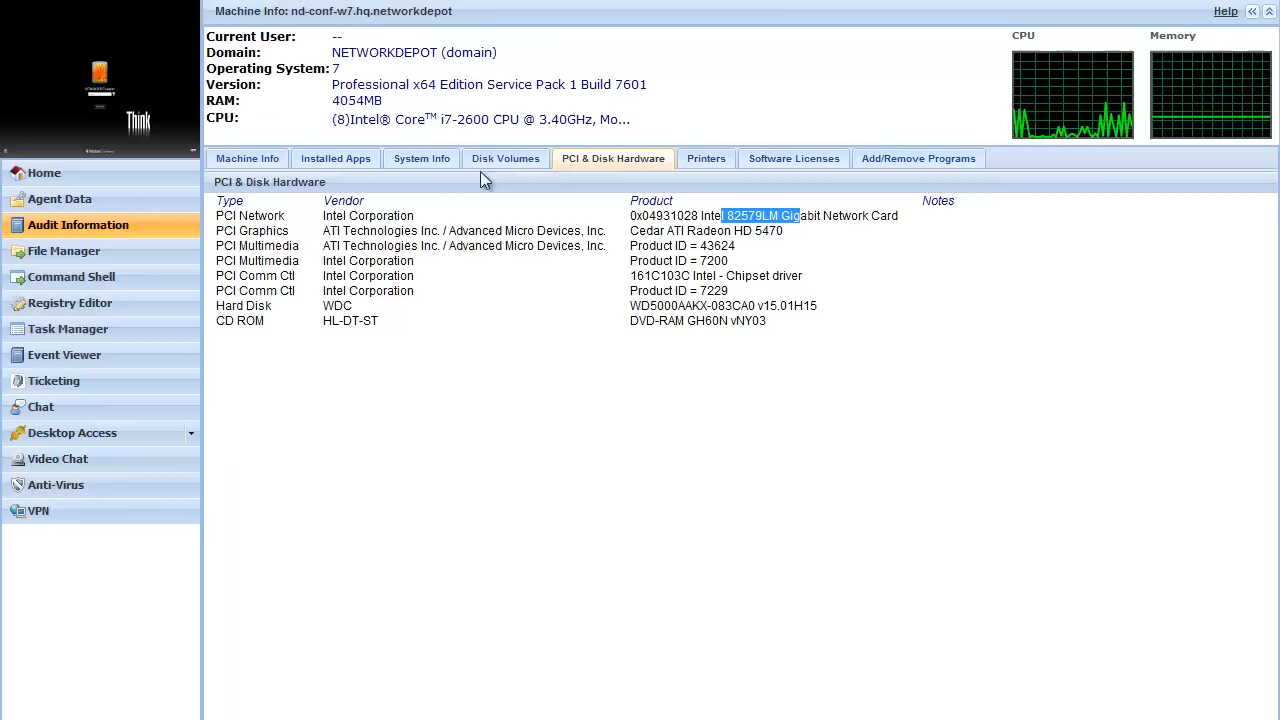 Machine Info: nd-conf-w7.hq.networkdepot
Help
Current User: --
Domain: NETWORKDEPOT (domain)
Operating System: 7
Version: Professional x64 Edition Service Pack 1 Build 7601
RAM: 4054MB
CPU: (8)Intel® Core™ i7-2600 CPU @ 3.40GHz, Mo...
CPU
Memory
Think
Machine Info
Installed Apps
System Info
Disk Volumes
PCI & Disk Hardware
Printers
Software Licenses
Add/Remove Programs
Home
Agent Data
Audit Information
File Manager
Command Shell
Registry Editor
Task Manager
Event Viewer
Ticketing
Chat
Desktop Access
Video Chat
Anti-Virus
VPN
PCI & Disk Hardware
Type Vendor Product Notes
PCI Network Intel Corporation 0x04931028 Intel 82579LM Gigabit Network Card
PCI Graphics ATI Technologies Inc. / Advanced Micro Devices, Inc. Cedar ATI Radeon HD 5470
PCI Multimedia ATI Technologies Inc. / Advanced Micro Devices, Inc. Product ID = 43624
PCI Multimedia Intel Corporation Product ID = 7200
PCI Comm Ctl Intel Corporation 161C103C Intel - Chipset driver
PCI Comm Ctl Intel Corporation Product ID = 7229
Hard Disk WDC WD5000AAKX-083CA0 v15.01H15
CD ROM HL-DT-ST DVD-RAM GH60N vNY03